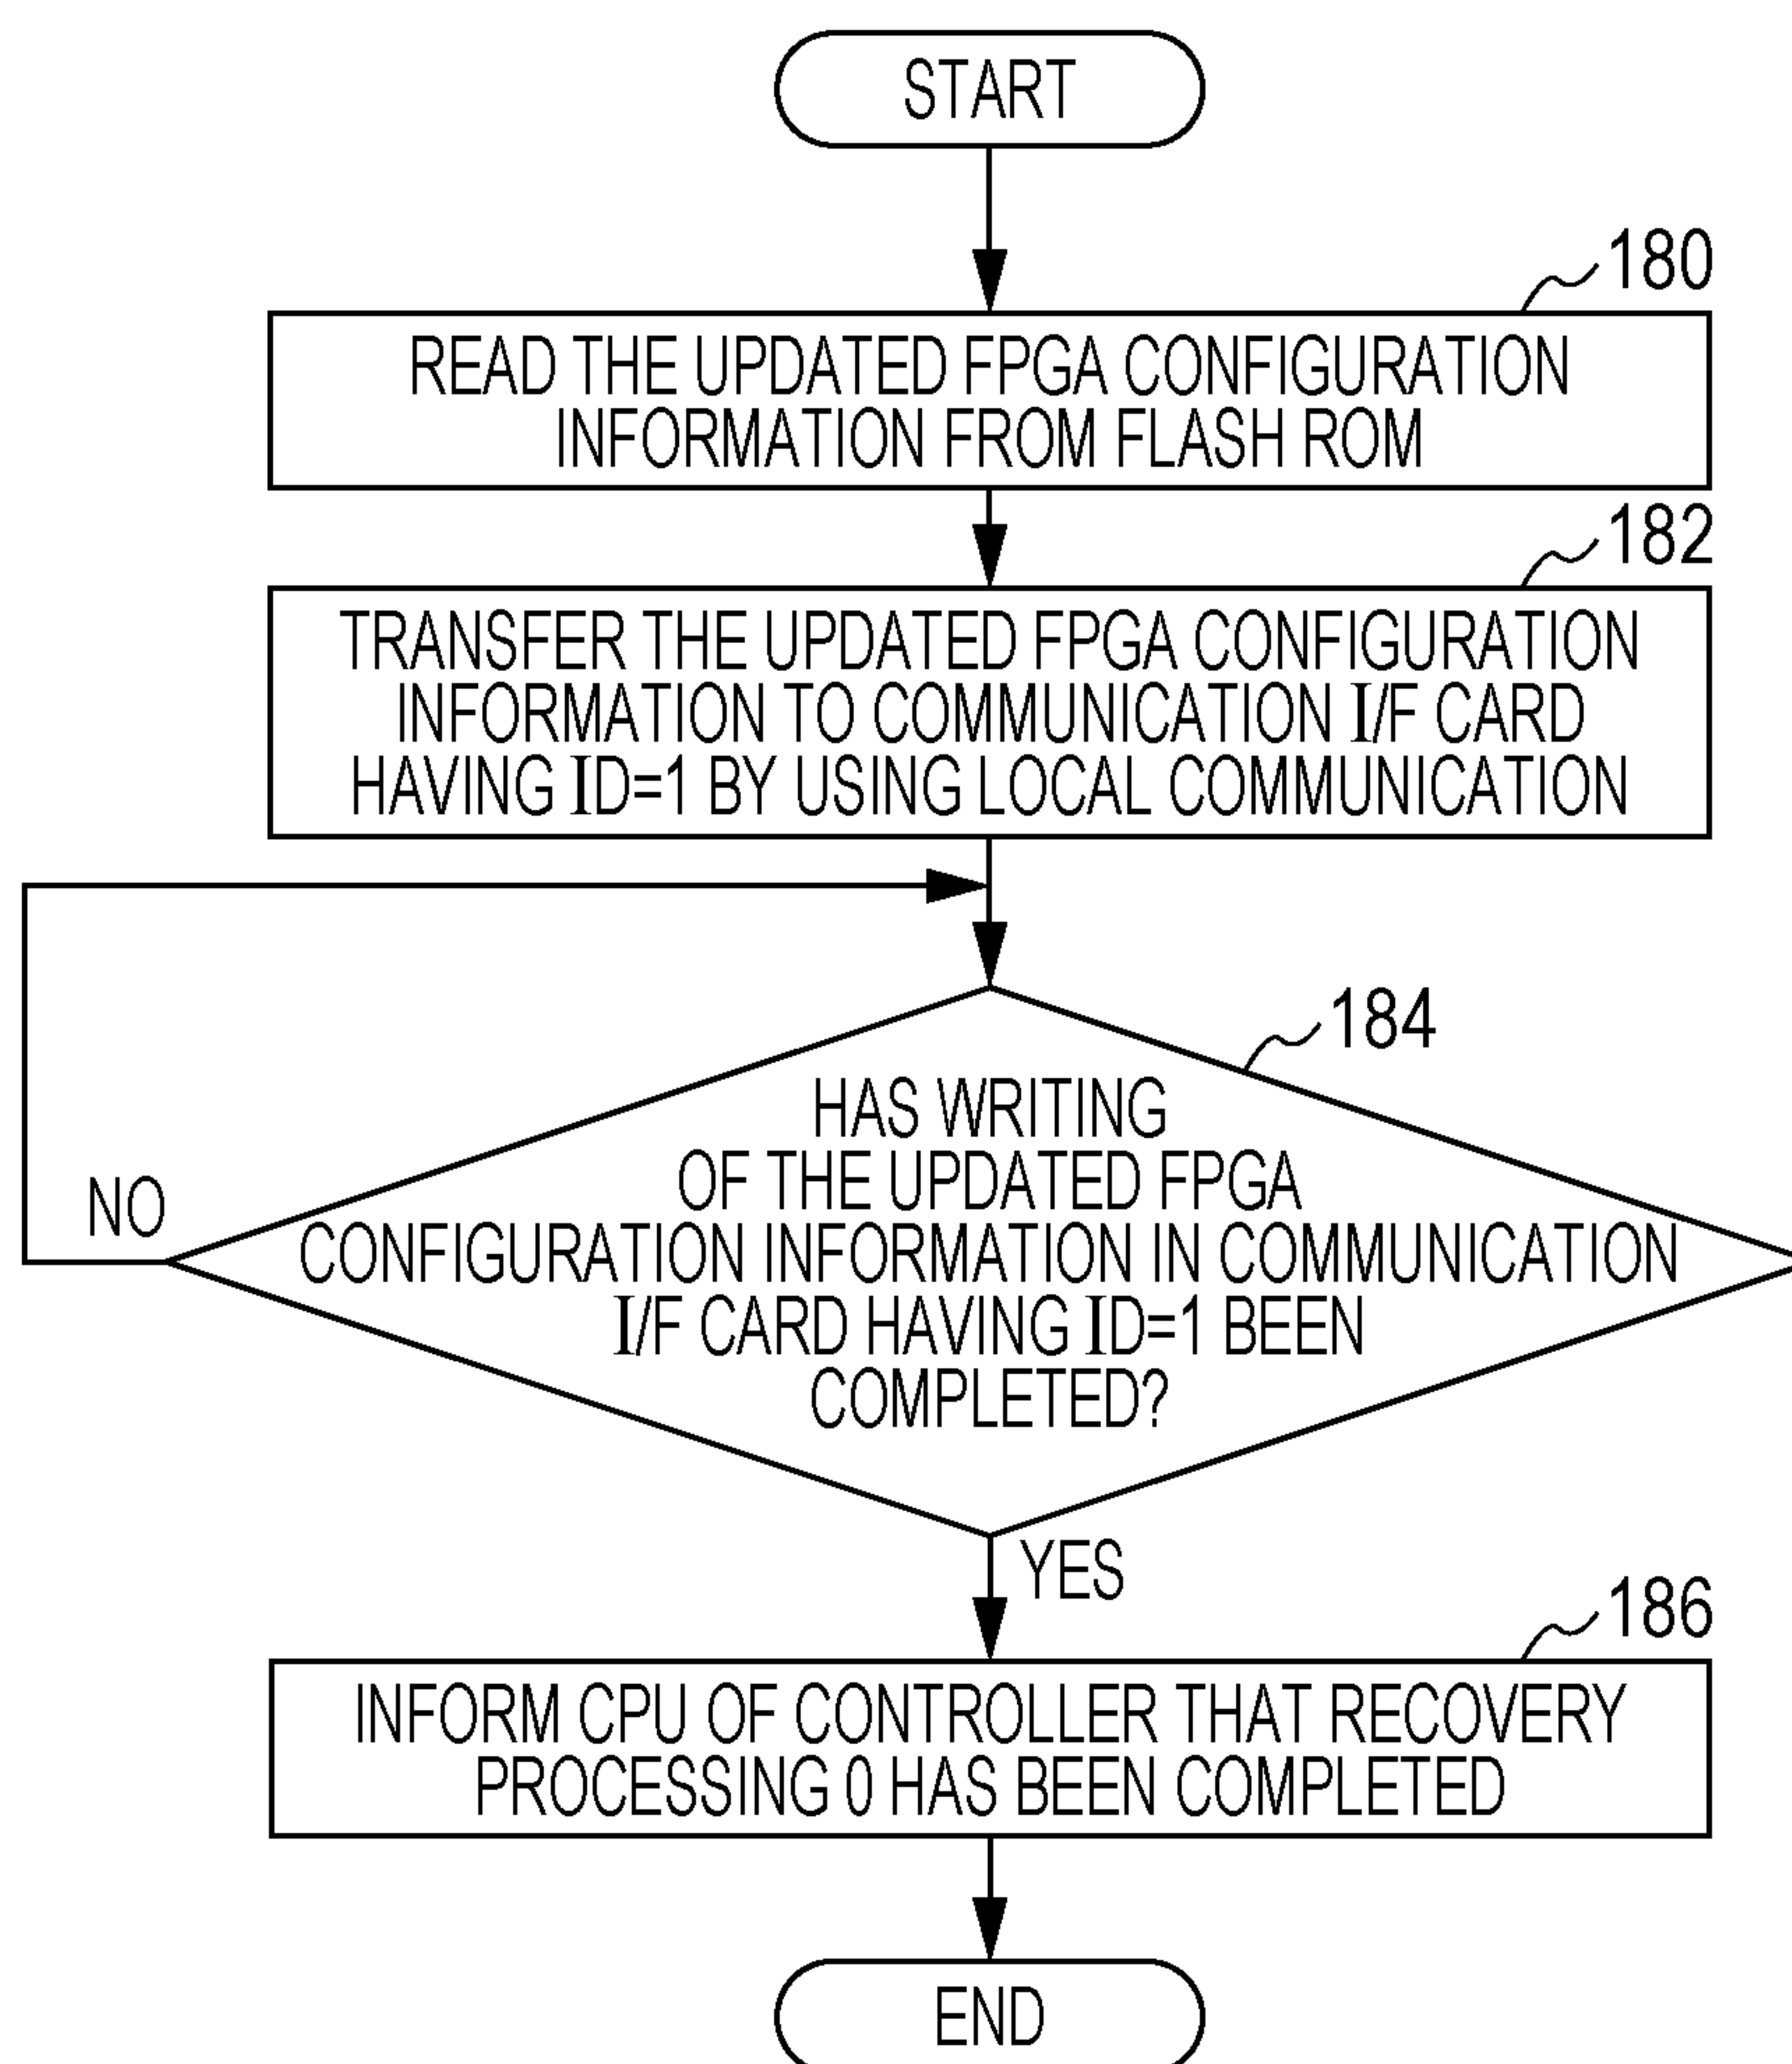 START
180
READ THE UPDATED FPGA CONFIGURATION
INFORMATION FROM FLASH ROM
182
TRANSFER THE UPDATED FPGA CONFIGURATION
INFORMATION TO COMMUNICATION I/F CARD
HAVING ID=1 BY USING LOCAL COMMUNICATION
184
HAS WRITING
OF THE UPDATED FPGA
CONFIGURATION INFORMATION IN COMMUNICATION
I/F CARD HAVING ID=1 BEEN
COMPLETED?
NO
YES
186
INFORM CPU OF CONTROLLER THAT RECOVERY
PROCESSING 0 HAS BEEN COMPLETED
END